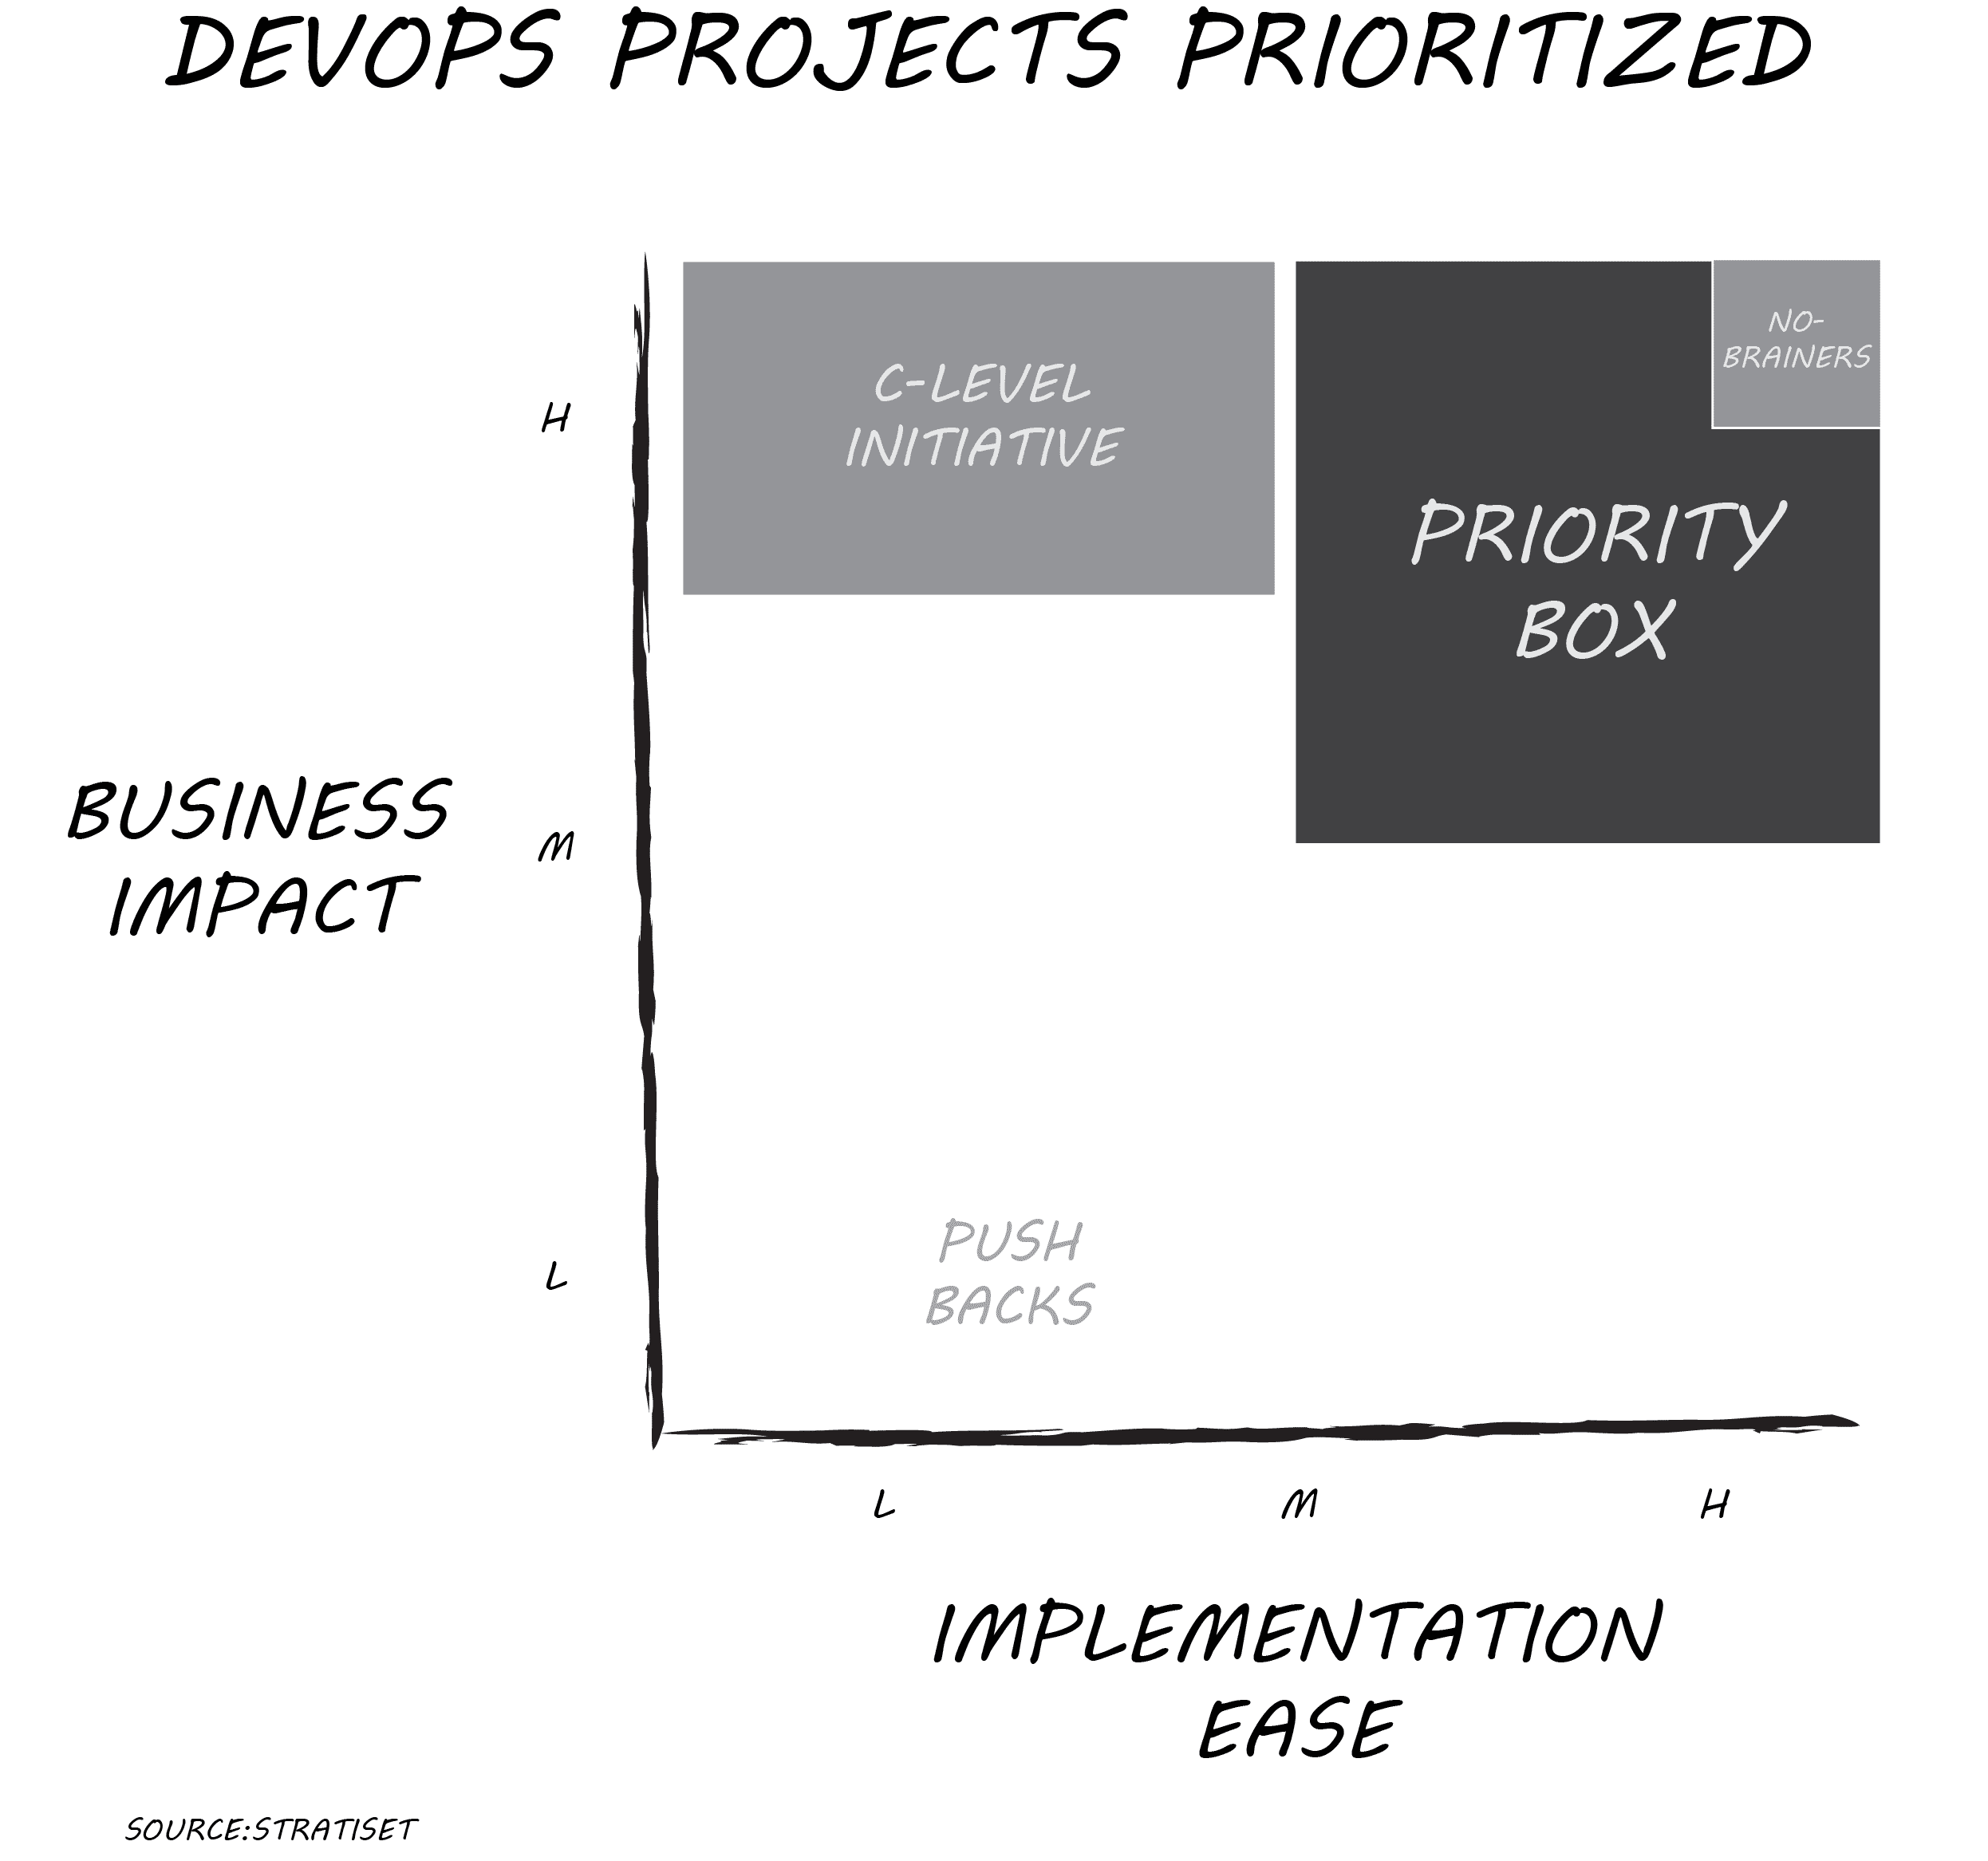 DEVOPS PROJECTS PRIORITIZED
NO-
BRAINERS
C-LEVEL
INITIATIVE
H
PRIORITY
BOX
BUSINESS
IMPACT
M
PUSH
BACKS
L
L M H
IMPLEMENTATION
EASE
SOURCE:STRATISET